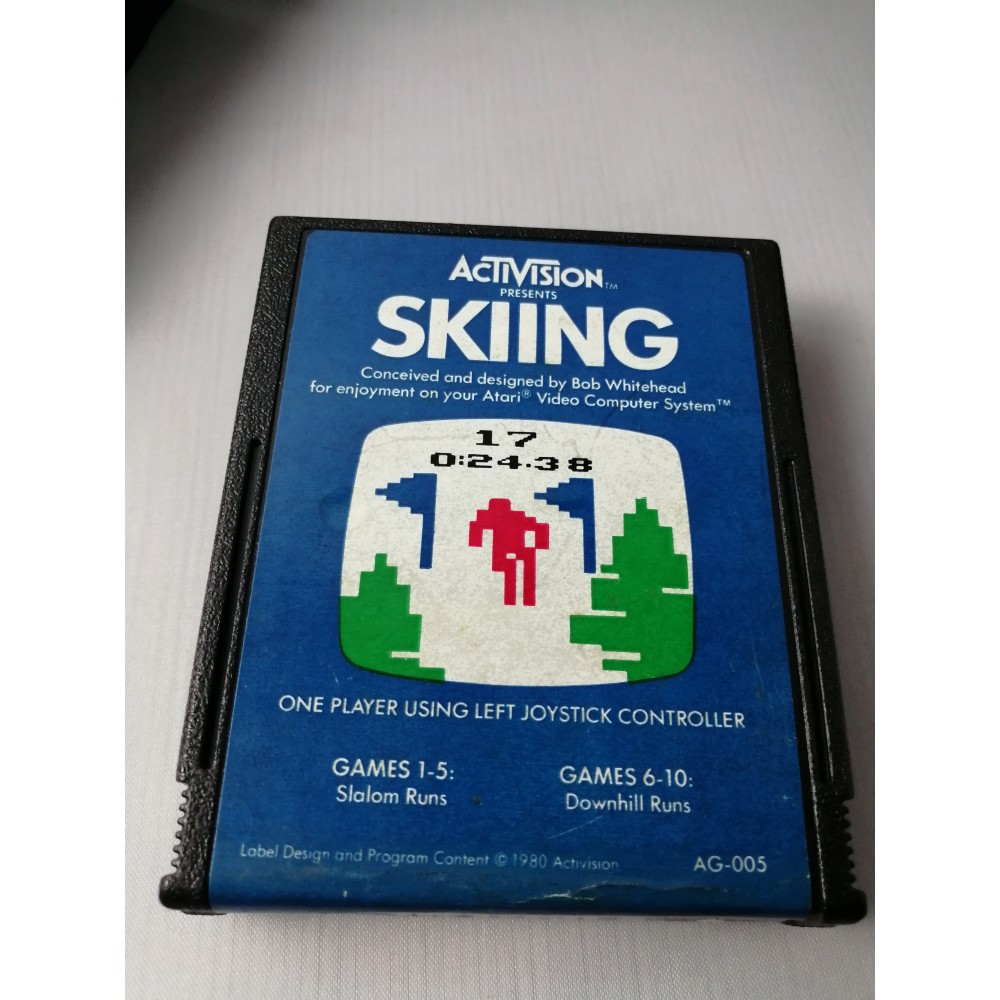 ACTIVISION TM
PRESENTS
SKIING
Conceived and designed by Bob Whitehead
for enjoyment on your Atari® Video Computer System™
17
0:24.38
ONE PLAYER USING LEFT JOYSTICK CONTROLLER
GAMES 1-5:
Slalom Runs
GAMES 6-10:
Downhill Runs
Label Design and Program Content © 1980 Activision
AG-005